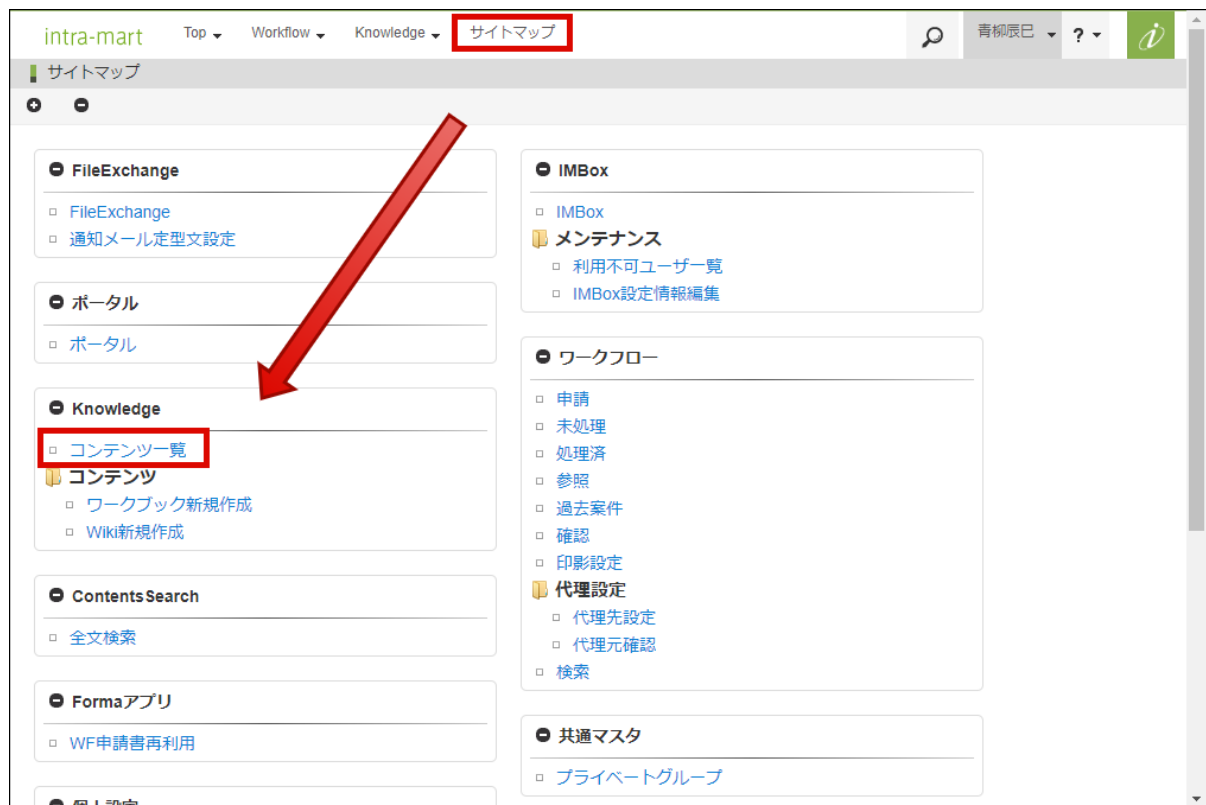 intra-mart Top Workflow Knowledge サイトマップ 青柳辰巳 ?
サイトマップ
FileExchange
FileExchange
通知メール定型文設定
ポータル
ポータル
Knowledge
コンテンツ一覧
コンテンツ
ワークブック新規作成
Wiki新規作成
ContentsSearch
全文検索
Formaアプリ
WF申請書再利用
個人設定
IMBox
IMBox
メンテナンス
利用不可ユーザ一覧
IMBox設定情報編集
ワークフロー
申請
未処理
処理済
参照
過去案件
確認
印影設定
代理設定
代理先設定
代理元確認
検索
共通マスタ
プライベートグループ